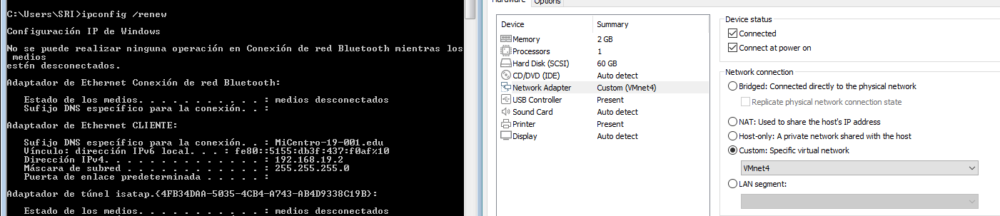 C:\Users\SRI>ipconfig /renew
Configuración IP de Windows
No se puede realizar ninguna operación en Conexión de red Bluetooth mientras los
medios
estén desconectados.
Adaptador de Ethernet Conexión de red Bluetooth:
Estado de los medios. . . . . . . . . . . : medios desconectados
Sufijo DNS específico para la conexión. . :
Adaptador de Ethernet CLIENTE:
Sufijo DNS específico para la conexión. . : MiCentro-19-001.edu
Vínculo: dirección IPv6 local. . . : fe80::5155:db3f:437:f0af%10
Dirección IPv4. . . . . . . . . . . . . . : 192.168.19.2
Máscara de subred . . . . . . . . . . . . : 255.255.255.0
Puerta de enlace predeterminada . . . . . :
Adaptador de túnel isatap.{4FB34DAA-5035-4CB4-A743-AB4D9338C19B}:
Estado de los medios. . . . . . . . . . . : medios desconectados
Hardware Options
Device Summary
Memory 2 GB
Processors 1
Hard Disk (SCSI) 60 GB
CD/DVD (IDE) Auto detect
Network Adapter Custom (VMnet4)
USB Controller Present
Sound Card Auto detect
Printer Present
Display Auto detect
Device status
Connected
Connect at power on
Network connection
Bridged: Connected directly to the physical network
Replicate physical network connection state
NAT: Used to share the host's IP address
Host-only: A private network shared with the host
Custom: Specific virtual network
VMnet4
LAN segment: